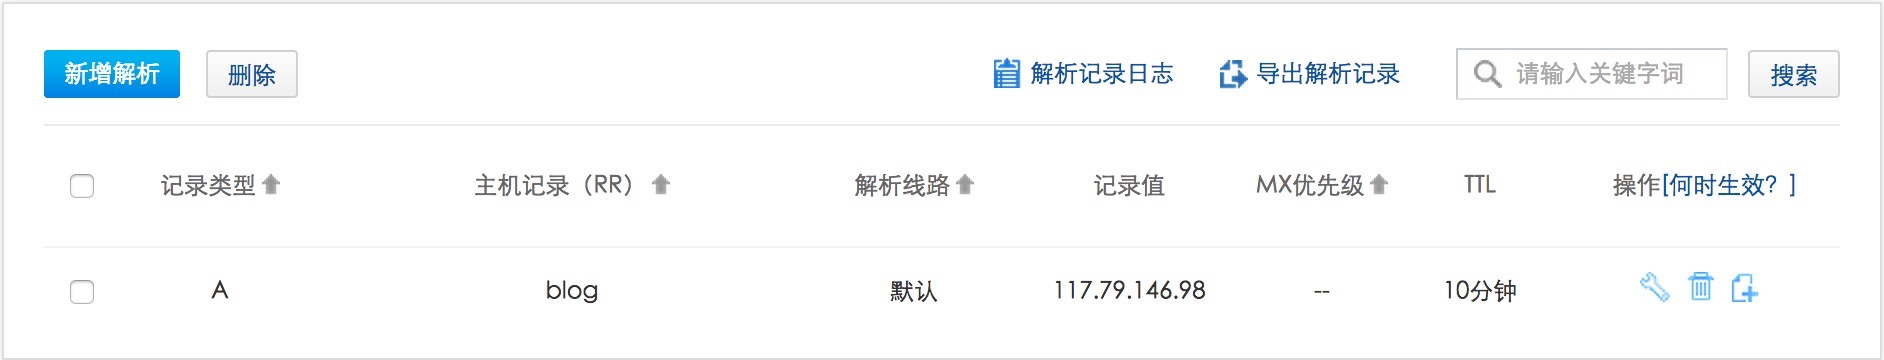 新增解析 删除 解析记录日志 导出解析记录 请输入关键字词 搜索
记录类型 主机记录（RR） 解析线路 记录值 MX优先级 TTL 操作[何时生效？]
A blog 默认 117.79.146.98 -- 10分钟